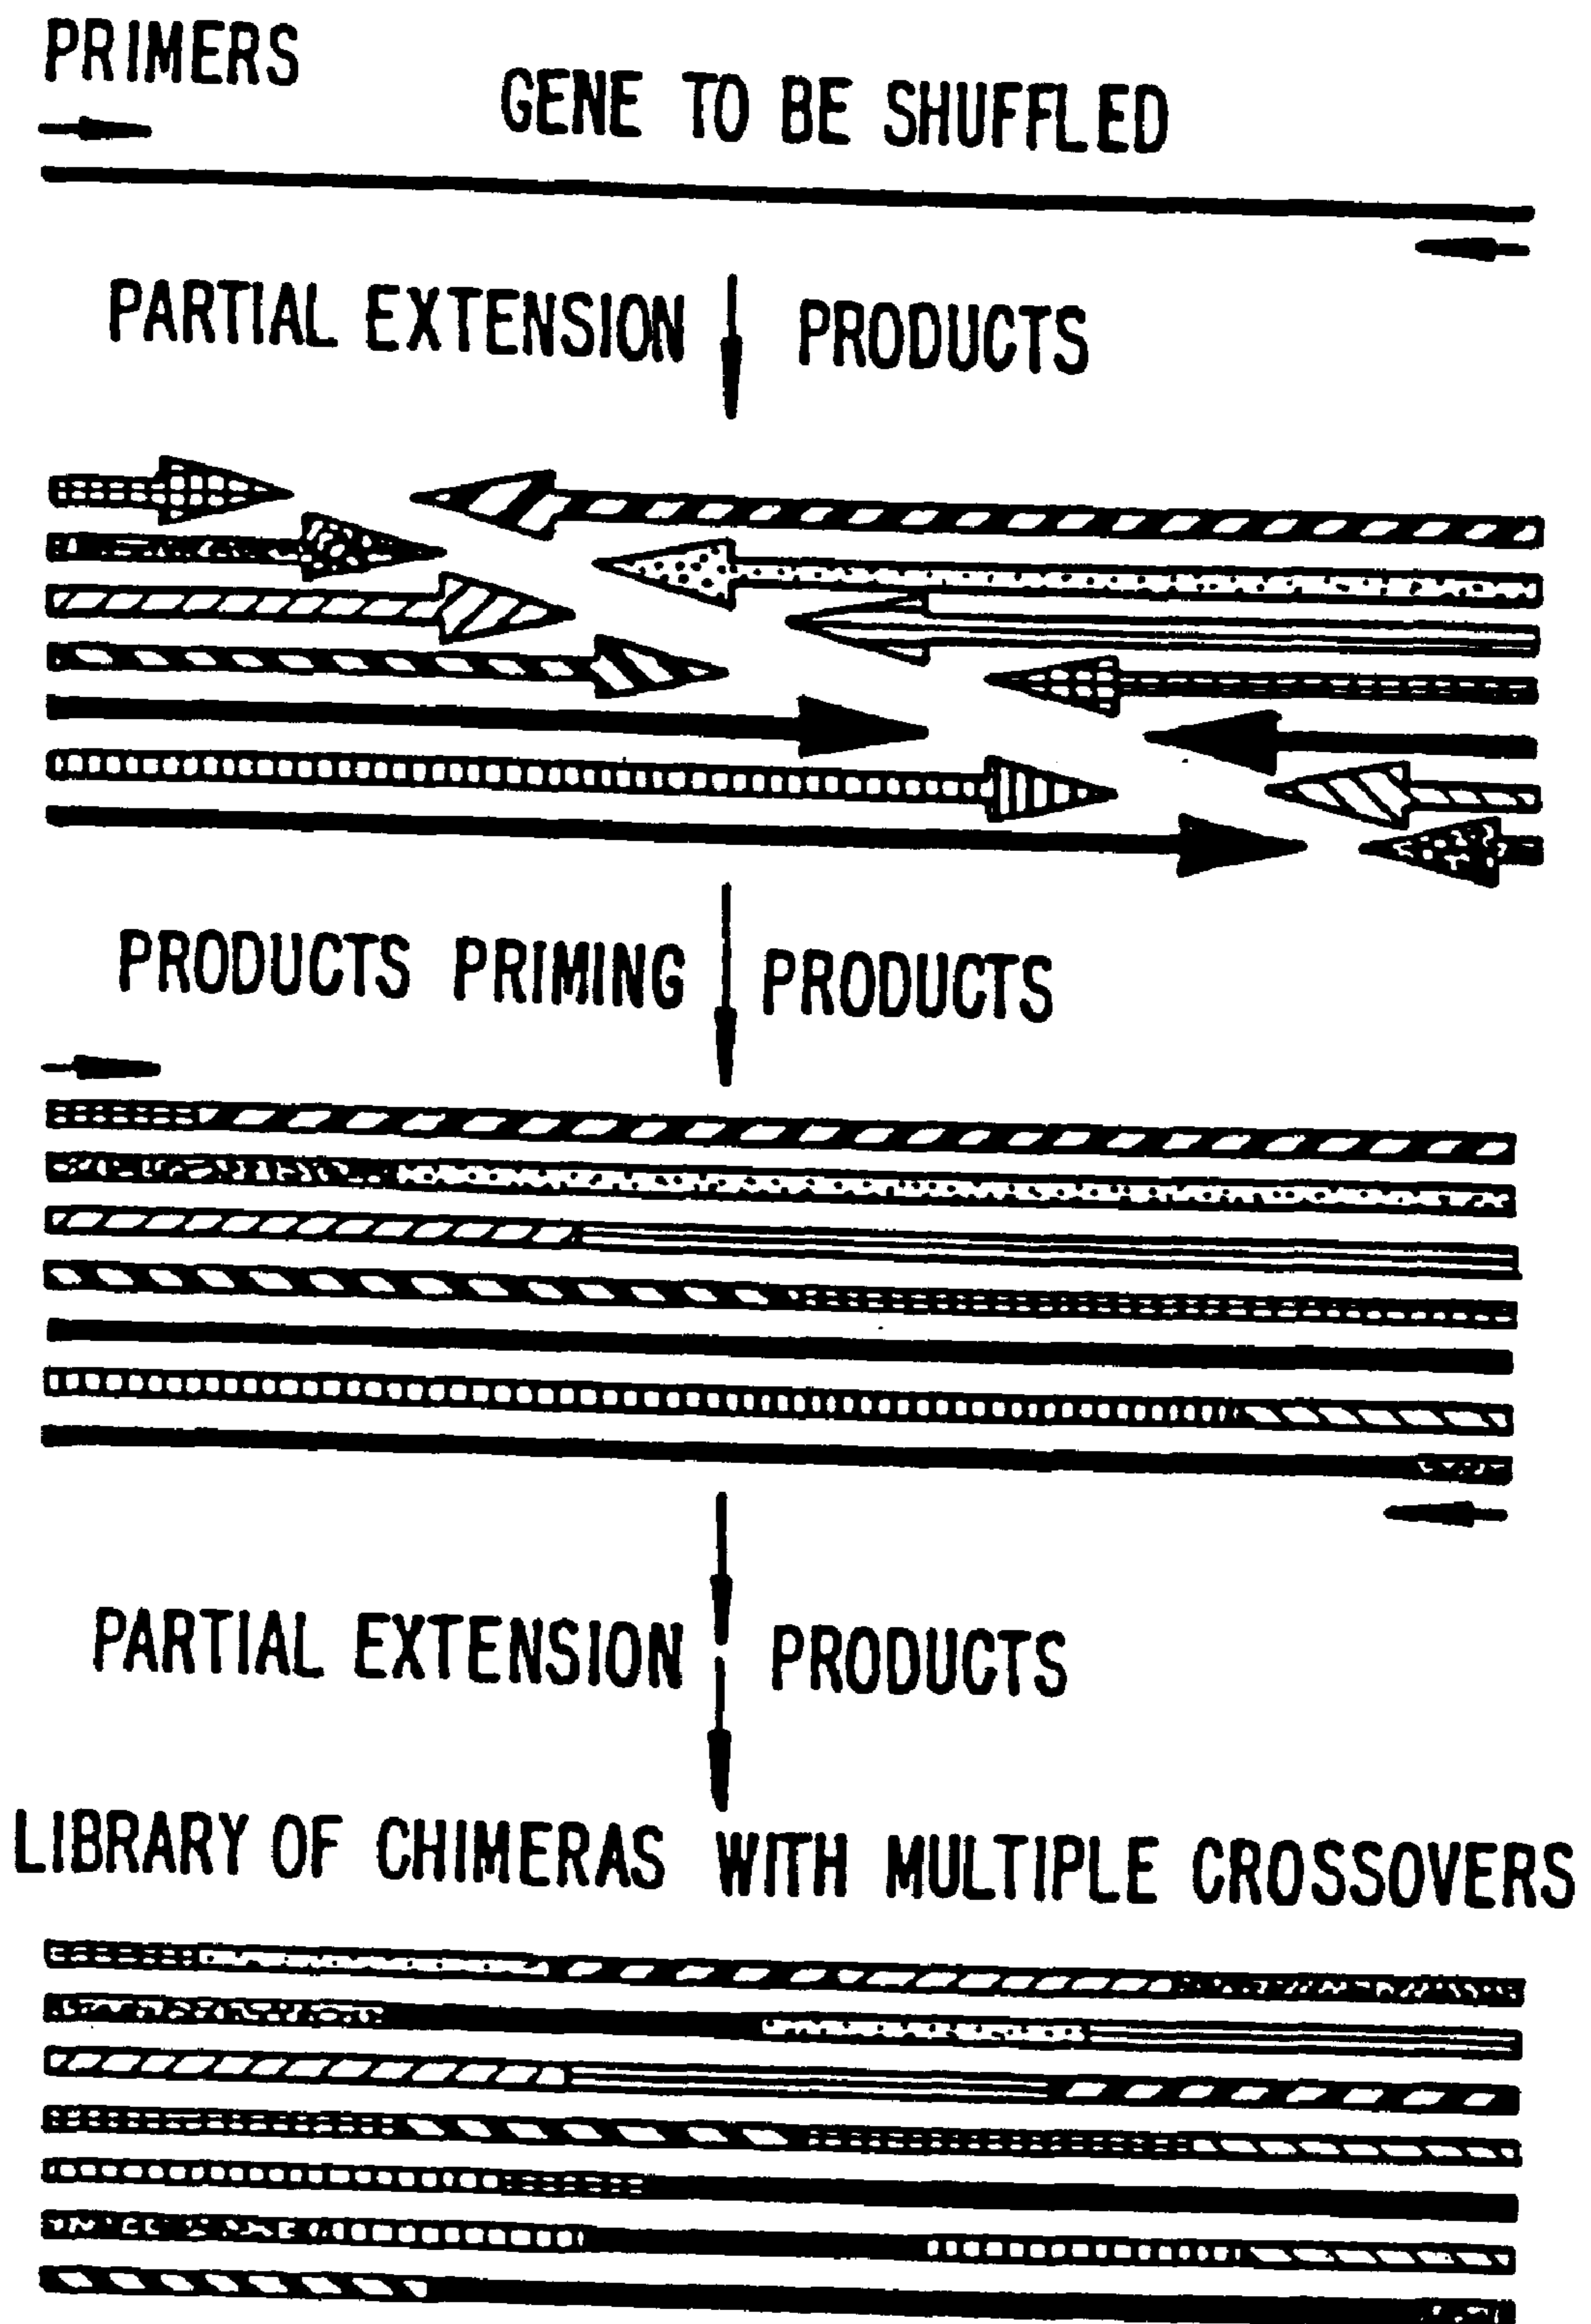 PRIMERS
GENE TO BE SHUFFLED
PARTIAL EXTENSION PRODUCTS
PRODUCTS PRIMING PRODUCTS
PARTIAL EXTENSION PRODUCTS
LIBRARY OF CHIMERAS WITH MULTIPLE CROSSOVERS